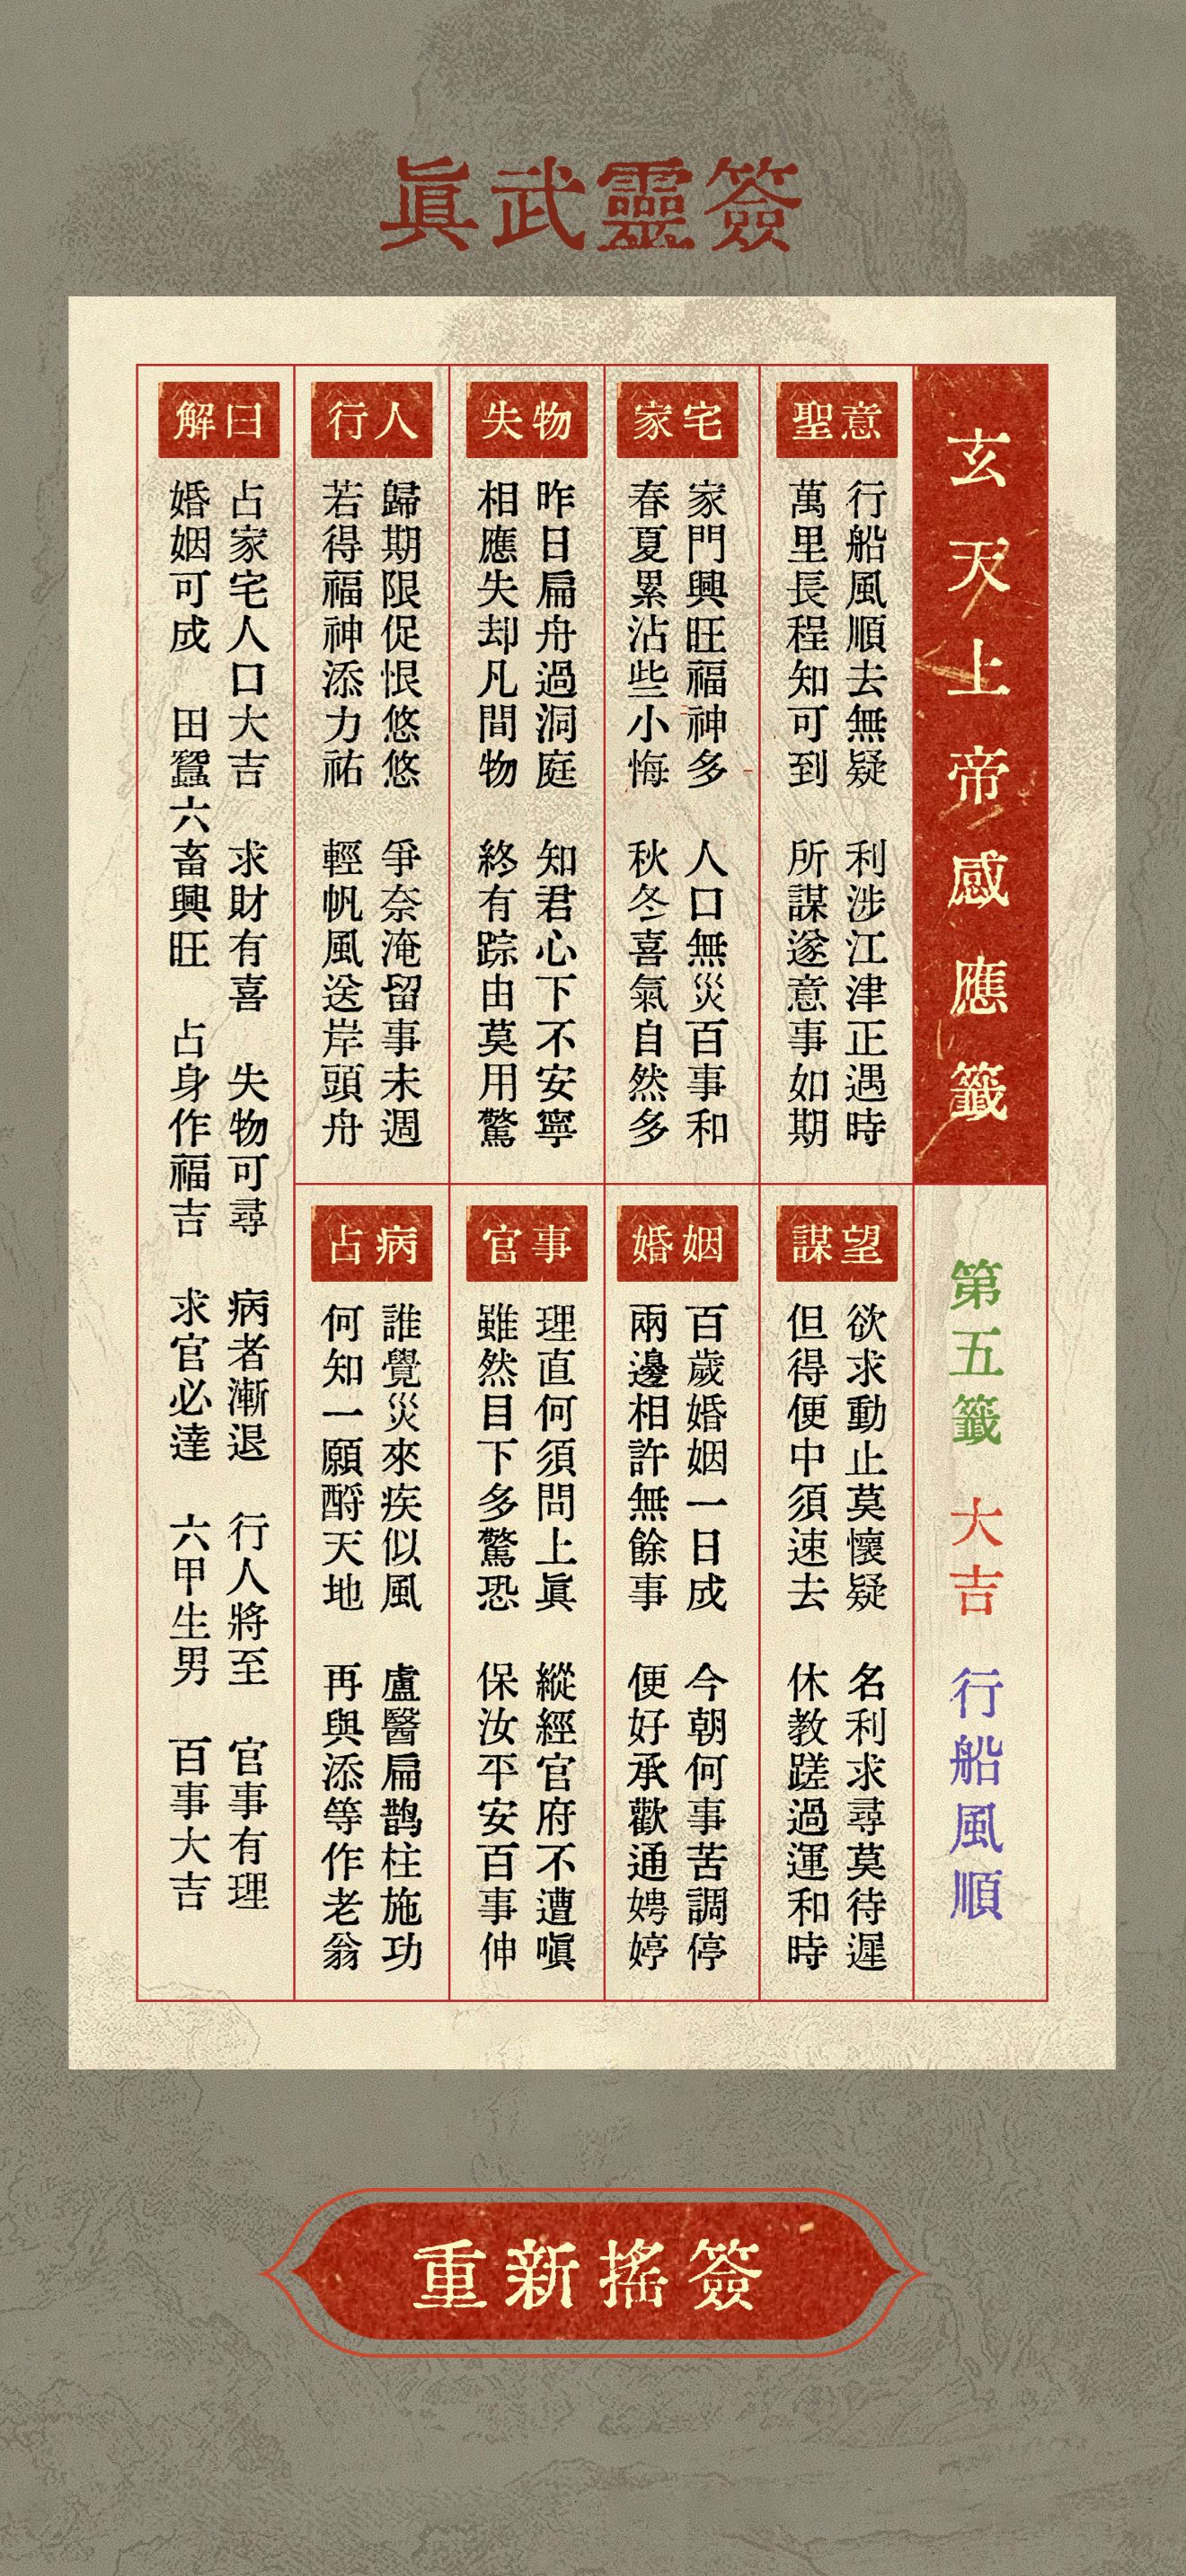 眞武靈簽
玄天上帝感應籤
第五籤 大吉 行船風順
聖意
行船風順去無疑 利涉江津正遇時
萬里長程知可到 所謀遂意事如期
謀望
欲求動止莫懷疑 名利求尋莫待遲
但得便中須速去 休教蹉過運和時
家宅
家門興旺福神多 人口無災百事和
春夏累沾些小悔 秋冬喜氣自然多
婚姻
百歲婚姻一日成 今朝何事苦調停
兩邊相許無餘事 便好承歡通娉婷
失物
昨日扁舟過洞庭 知君心下不安寧
相應失却凡間物 終有踪由莫用驚
官事
理直何須問上眞 縱經官府不遭嗔
雖然目下多驚恐 保汝平安百事伸
行人
歸期限促恨悠悠 爭奈淹留事未週
若得福神添力祐 輕帆風送岸頭舟
占病
誰覺災來疾似風 盧醫扁鵲柱施功
何知一願酹天地 再與添等作老翁
解曰
占家宅人口大吉 求財有喜 失物可尋 病者漸退 行人將至 官事有理
婚姻可成 田蠶六畜興旺 占身作福吉 求官必達 六甲生男 百事大吉
重新搖簽